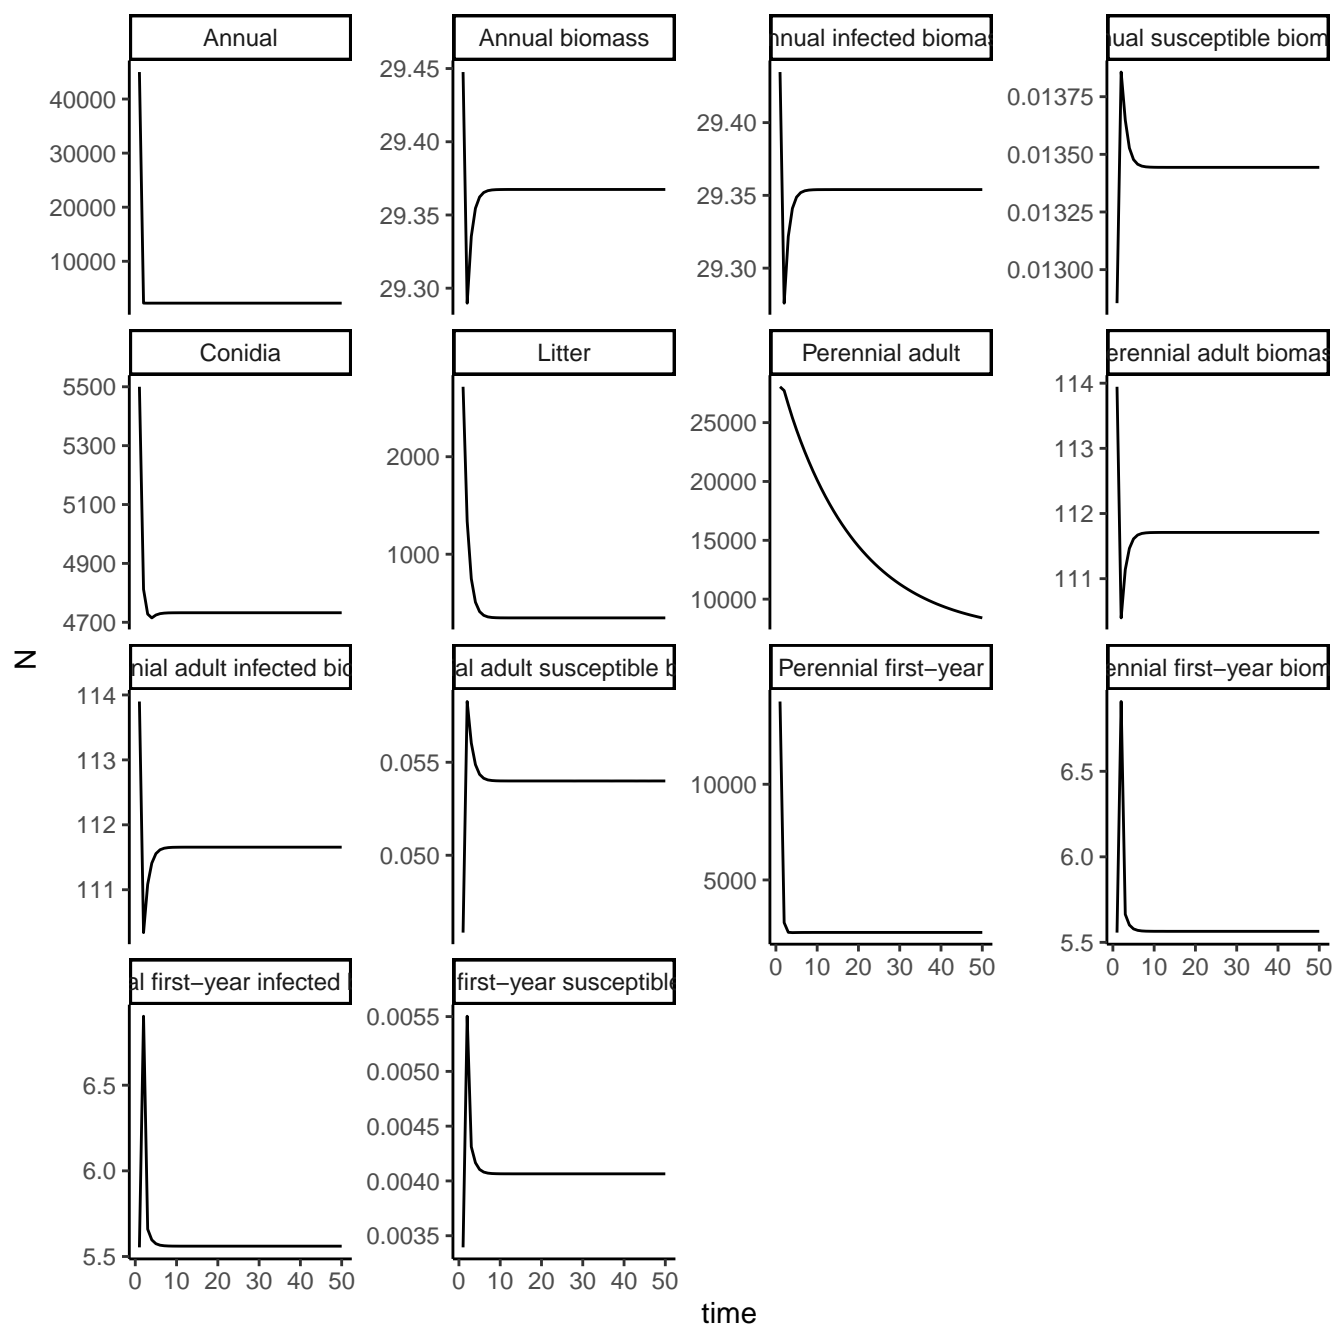 Annual
Annual biomass
nnual infected biomas
ual susceptible biom
40000
30000
20000
10000
29.45
29.40
29.35
29.30
29.40
29.35
29.30
0.01375
0.01350
0.01325
0.01300
Conidia
Litter
Perennial adult
erennial adult biomas
5500
5300
5100
4900
4700
2000
1000
25000
20000
15000
10000
114
113
112
111
N
nial adult infected bio
al adult susceptible b
Perennial first−year
ennial first−year biom
114
113
112
111
0.055
0.050
10000
5000
6.5
6.0
5.5
0 10 20 30 40 50
0 10 20 30 40 50
al first−year infected
first−year susceptible
6.5
6.0
5.5
0.0055
0.0050
0.0045
0.0040
0.0035
0 10 20 30 40 50
0 10 20 30 40 50
time